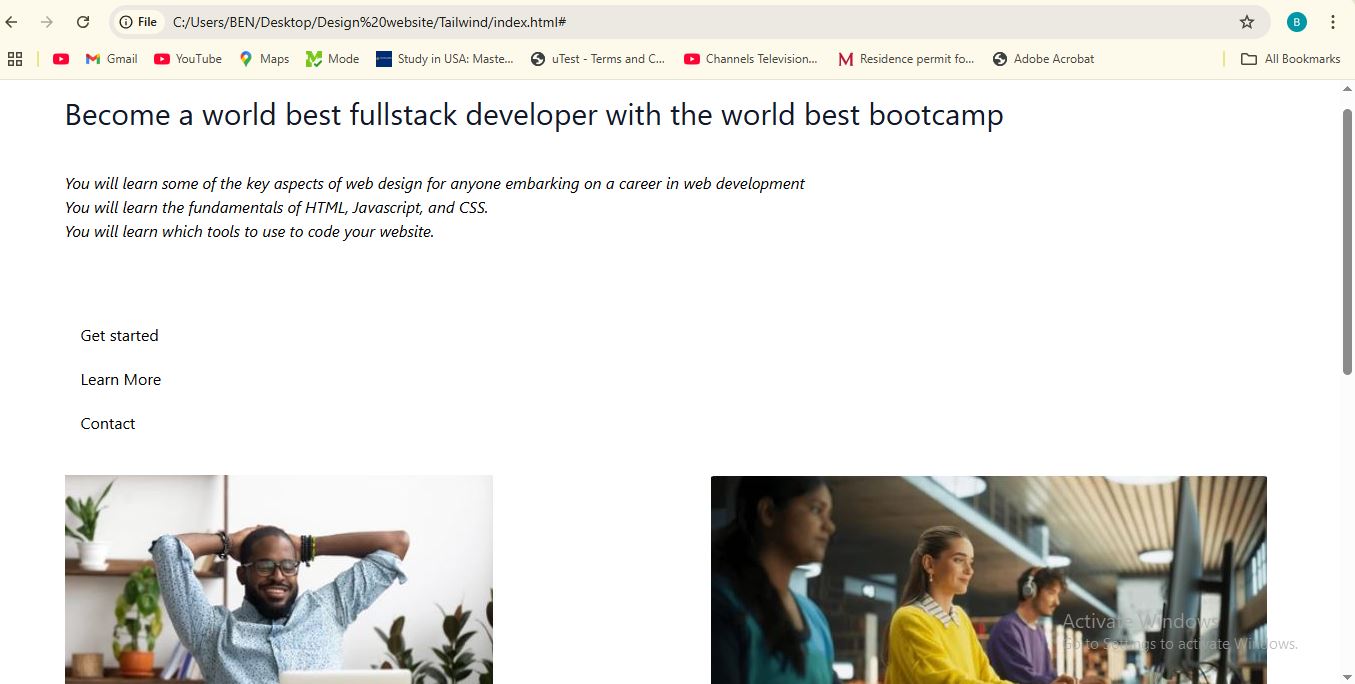 File C:/Users/BEN/Desktop/Design%20website/Tailwind/index.html# B
Gmail YouTube Maps Mode Study in USA: Maste... uTest - Terms and C... Channels Television... Residence permit fo... Adobe Acrobat All Bookmarks
Become a world best fullstack developer with the world best bootcamp
You will learn some of the key aspects of web design for anyone embarking on a career in web development
You will learn the fundamentals of HTML, Javascript, and CSS.
You will learn which tools to use to code your website.
Get started
Learn More
Contact
Activate Windows
Go to Settings to activate Windows.